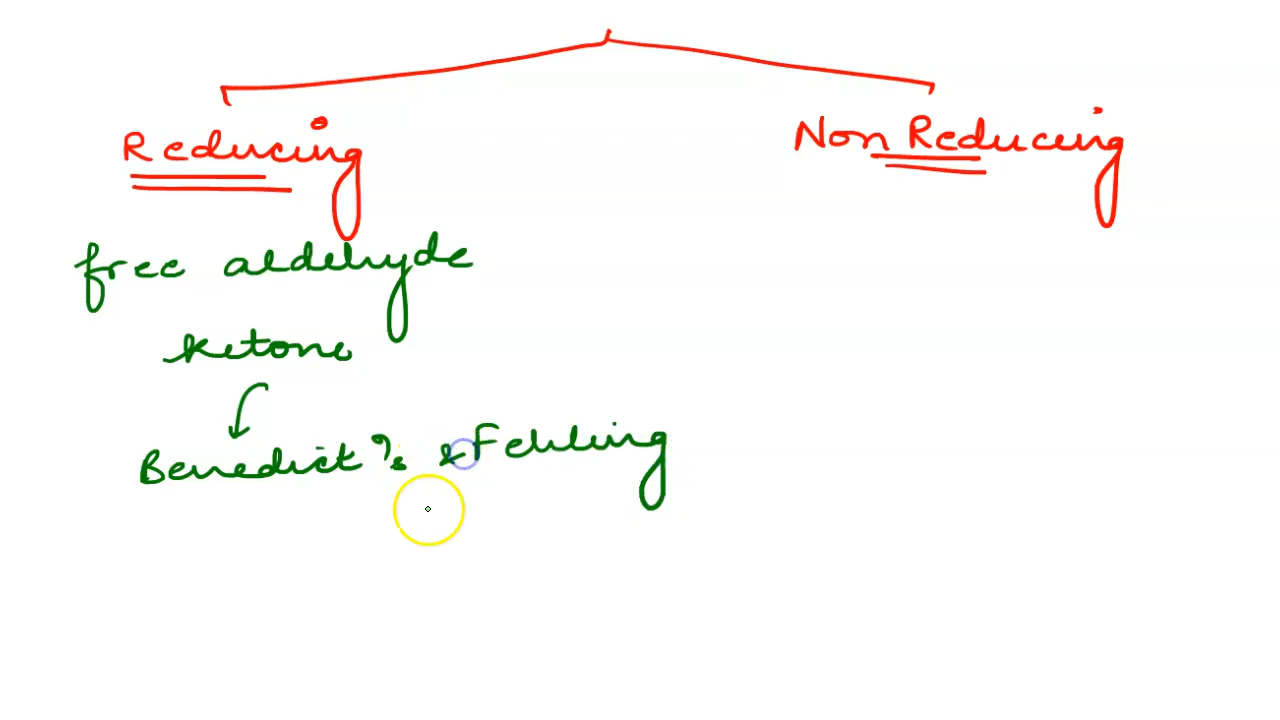 Reducing
Non Reducing
free aldehyde
ketone
Benedict's & Fehling